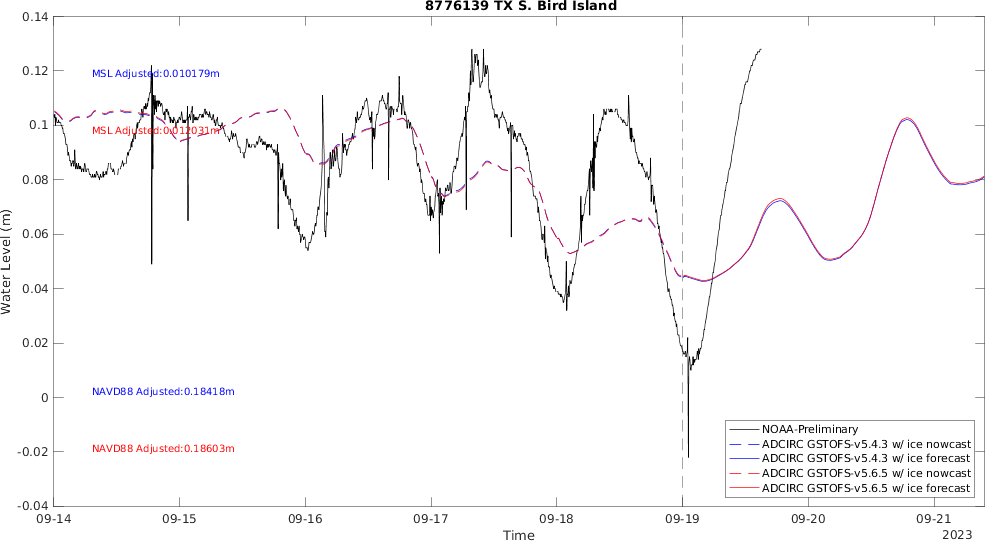 8776139 TX S. Bird Island
0.14
0.12
0.1
0.08
0.06
0.04
0.02
0
-0.02
-0.04
Water Level (m)
MSL Adjusted:0.010179m
MSL Adjusted:0.012031m
NAVD88 Adjusted:0.18418m
NAVD88 Adjusted:0.18603m
NOAA-Preliminary
ADCIRC GSTOFS-v5.4.3 w/ ice nowcast
ADCIRC GSTOFS-v5.4.3 w/ ice forecast
ADCIRC GSTOFS-v5.6.5 w/ ice nowcast
ADCIRC GSTOFS-v5.6.5 w/ ice forecast
09-14 09-15 09-16 09-17 09-18 09-19 09-20 09-21
Time
2023